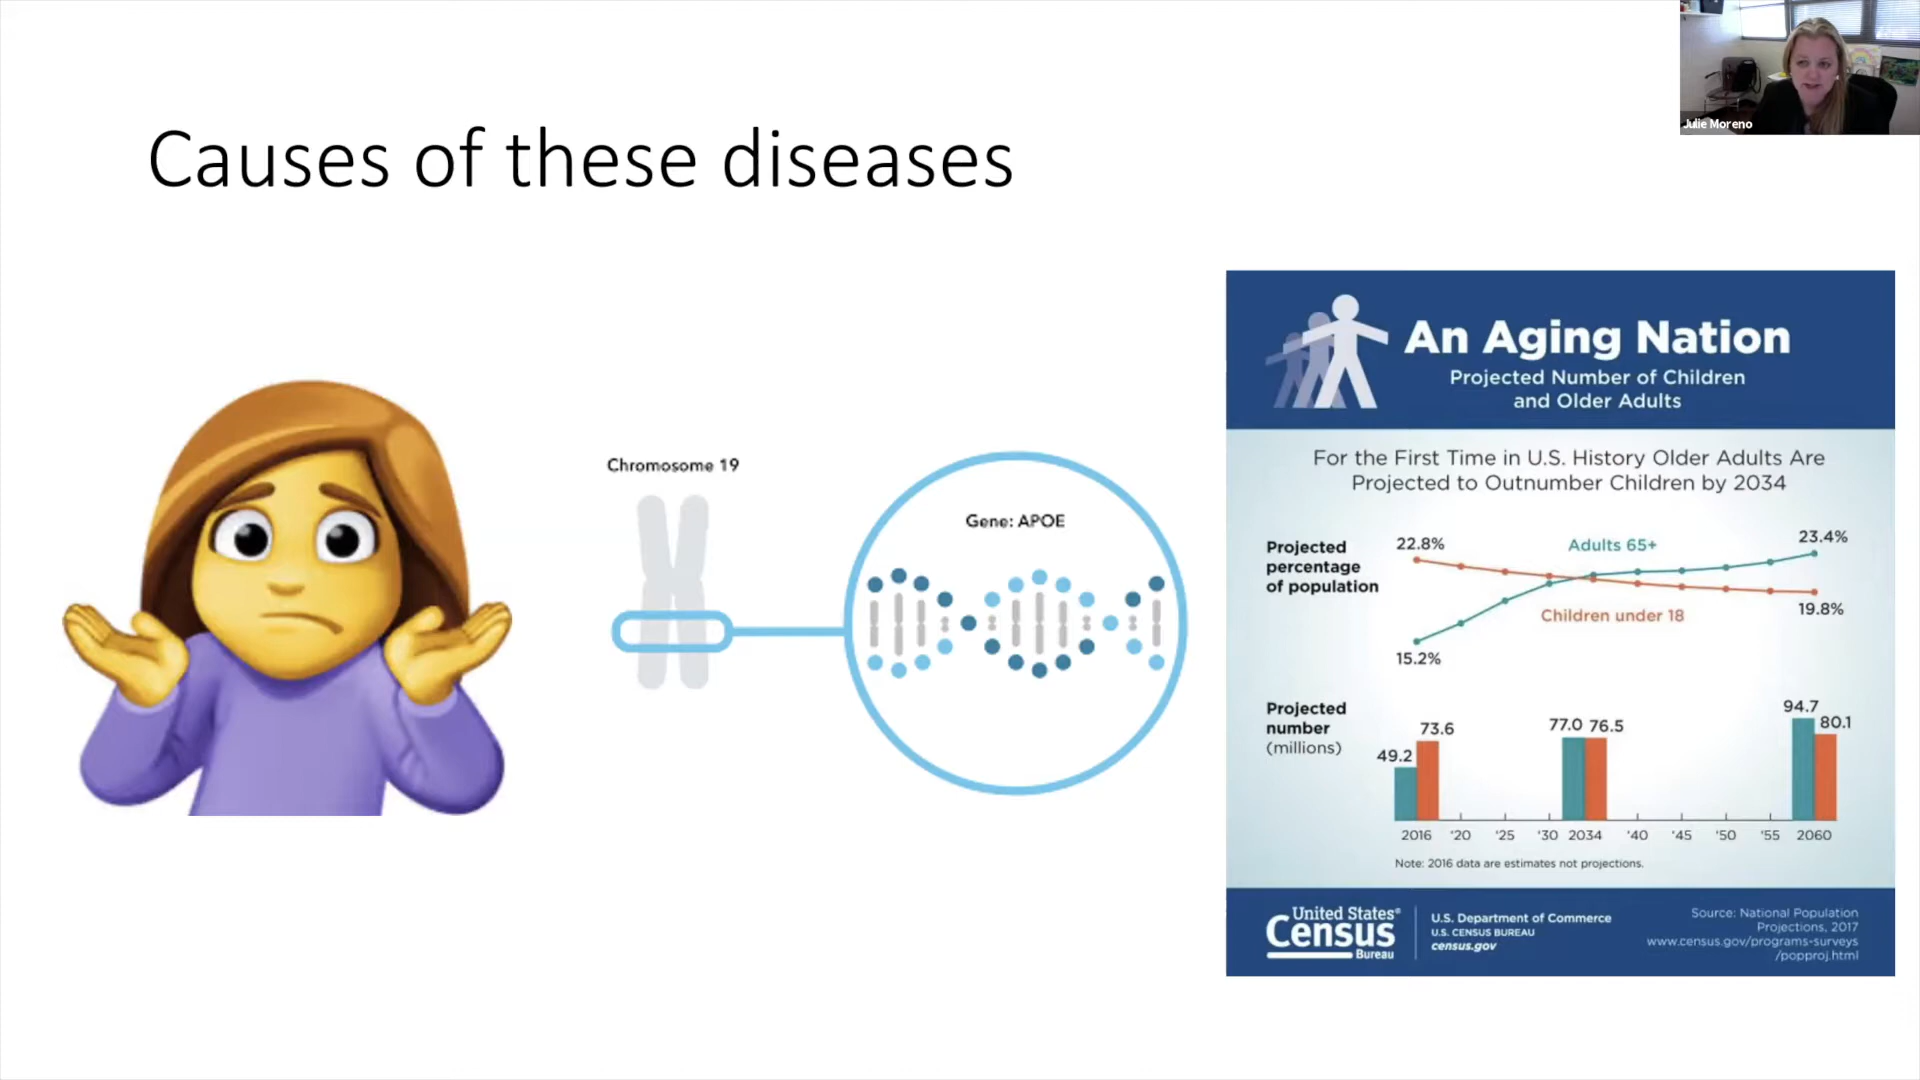 Julie Moreno
Causes of these diseases
Chromosome 19
Gene: APOE
An Aging Nation
Projected Number of Children
and Older Adults
For the First Time in U.S. History Older Adults Are
Projected to Outnumber Children by 2034
Projected
percentage
of population
22.8%
Adults 65+
23.4%
Children under 18
19.8%
15.2%
Projected
number
(millions)
49.2
73.6
77.0 76.5
94.7
80.1
2016 '20 '25 '30 2034 '40 '45 '50 '55 2060
Note: 2016 data are estimates not projections.
United States®
Census
Bureau
U.S. Department of Commerce
U.S. CENSUS BUREAU
census.gov
Source: National Population
Projections, 2017
www.census.gov/programs-surveys
/popproj.html